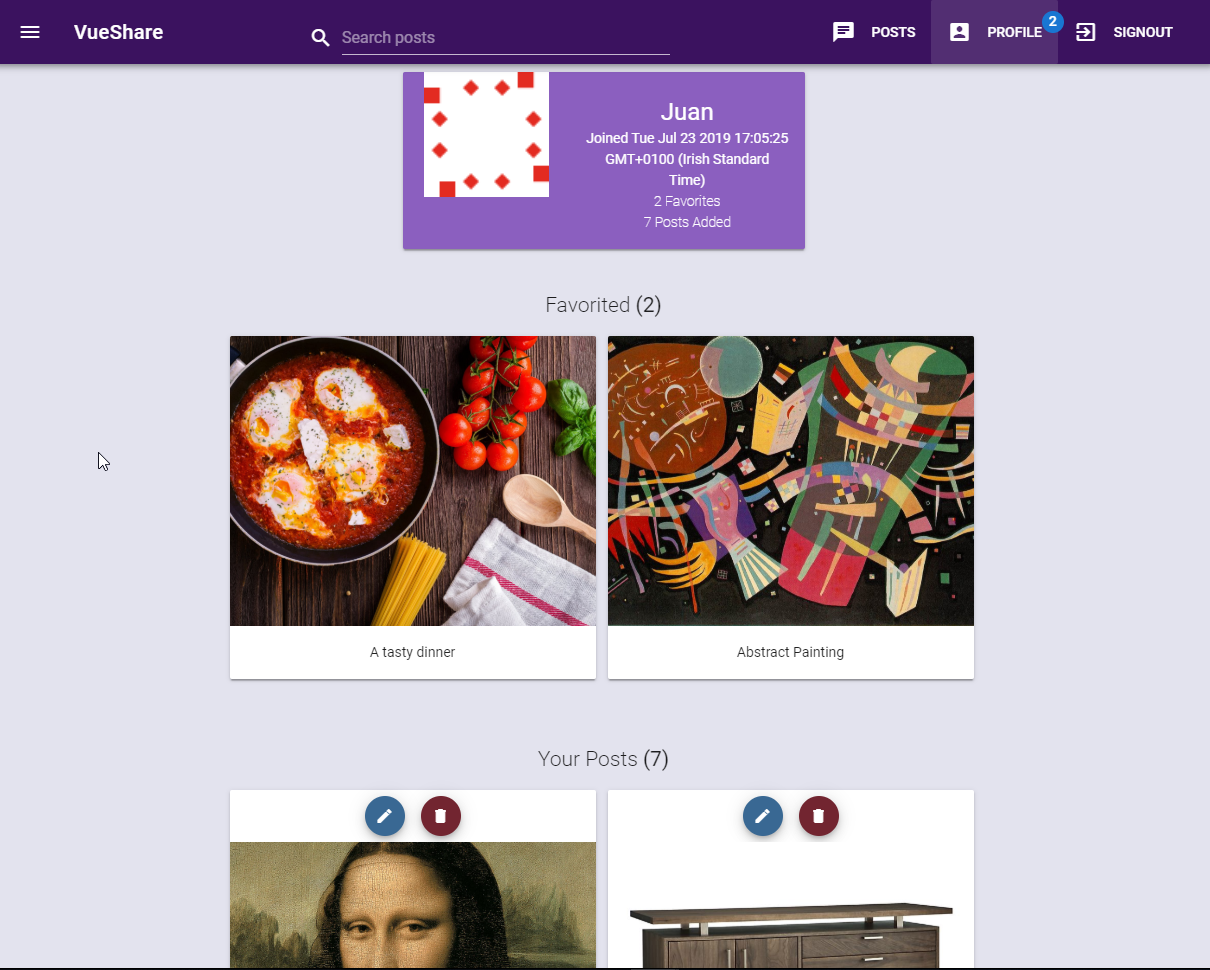 VueShare
Search posts
POSTS
PROFILE
2
SIGNOUT
Juan
Joined Tue Jul 23 2019 17:05:25
GMT+0100 (Irish Standard
Time)
2 Favorites
7 Posts Added
Favorited (2)
A tasty dinner
Abstract Painting
Your Posts (7)